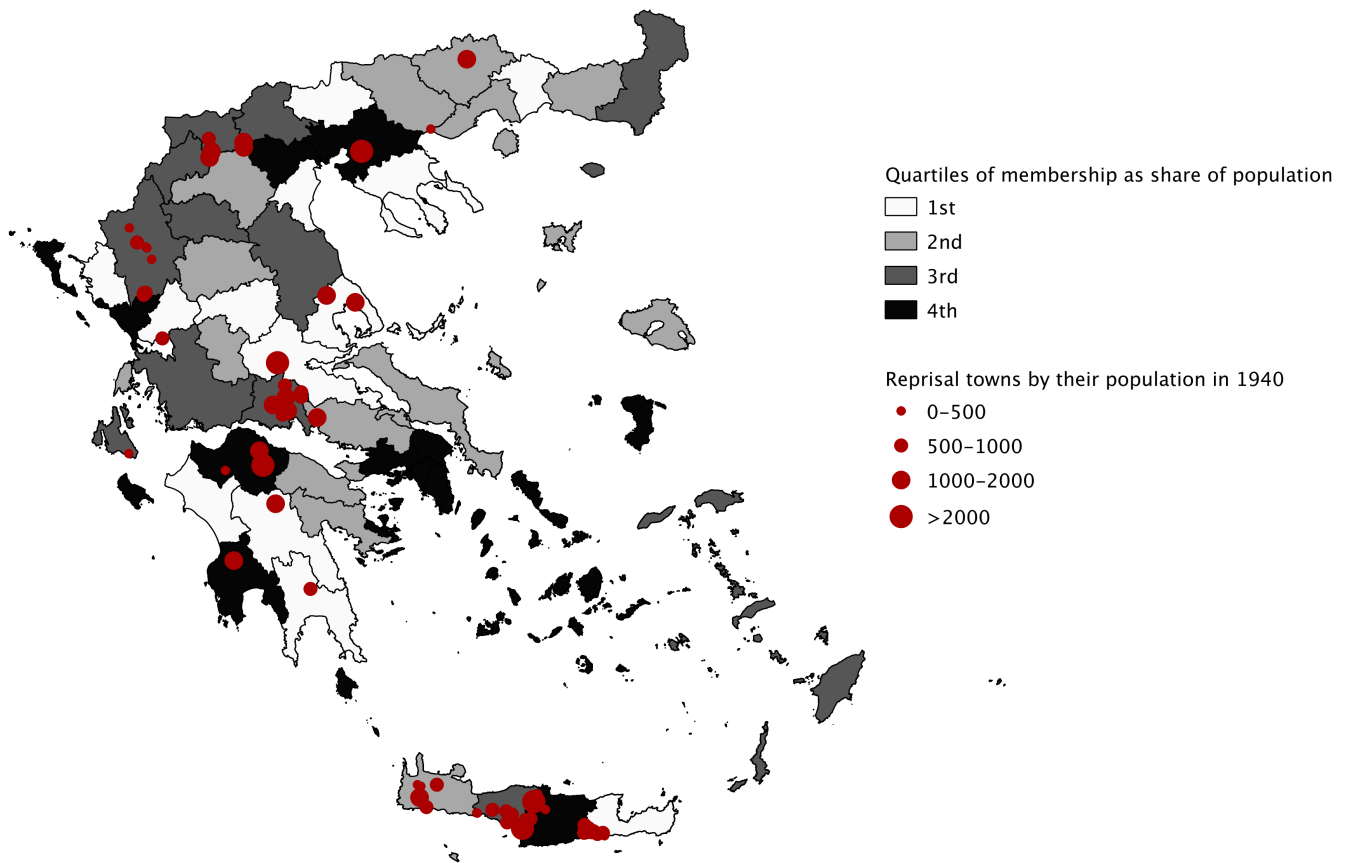 Quartiles of membership as share of population
1st
2nd
3rd
4th
Reprisal towns by their population in 1940
0−500
500−1000
1000−2000
>2000